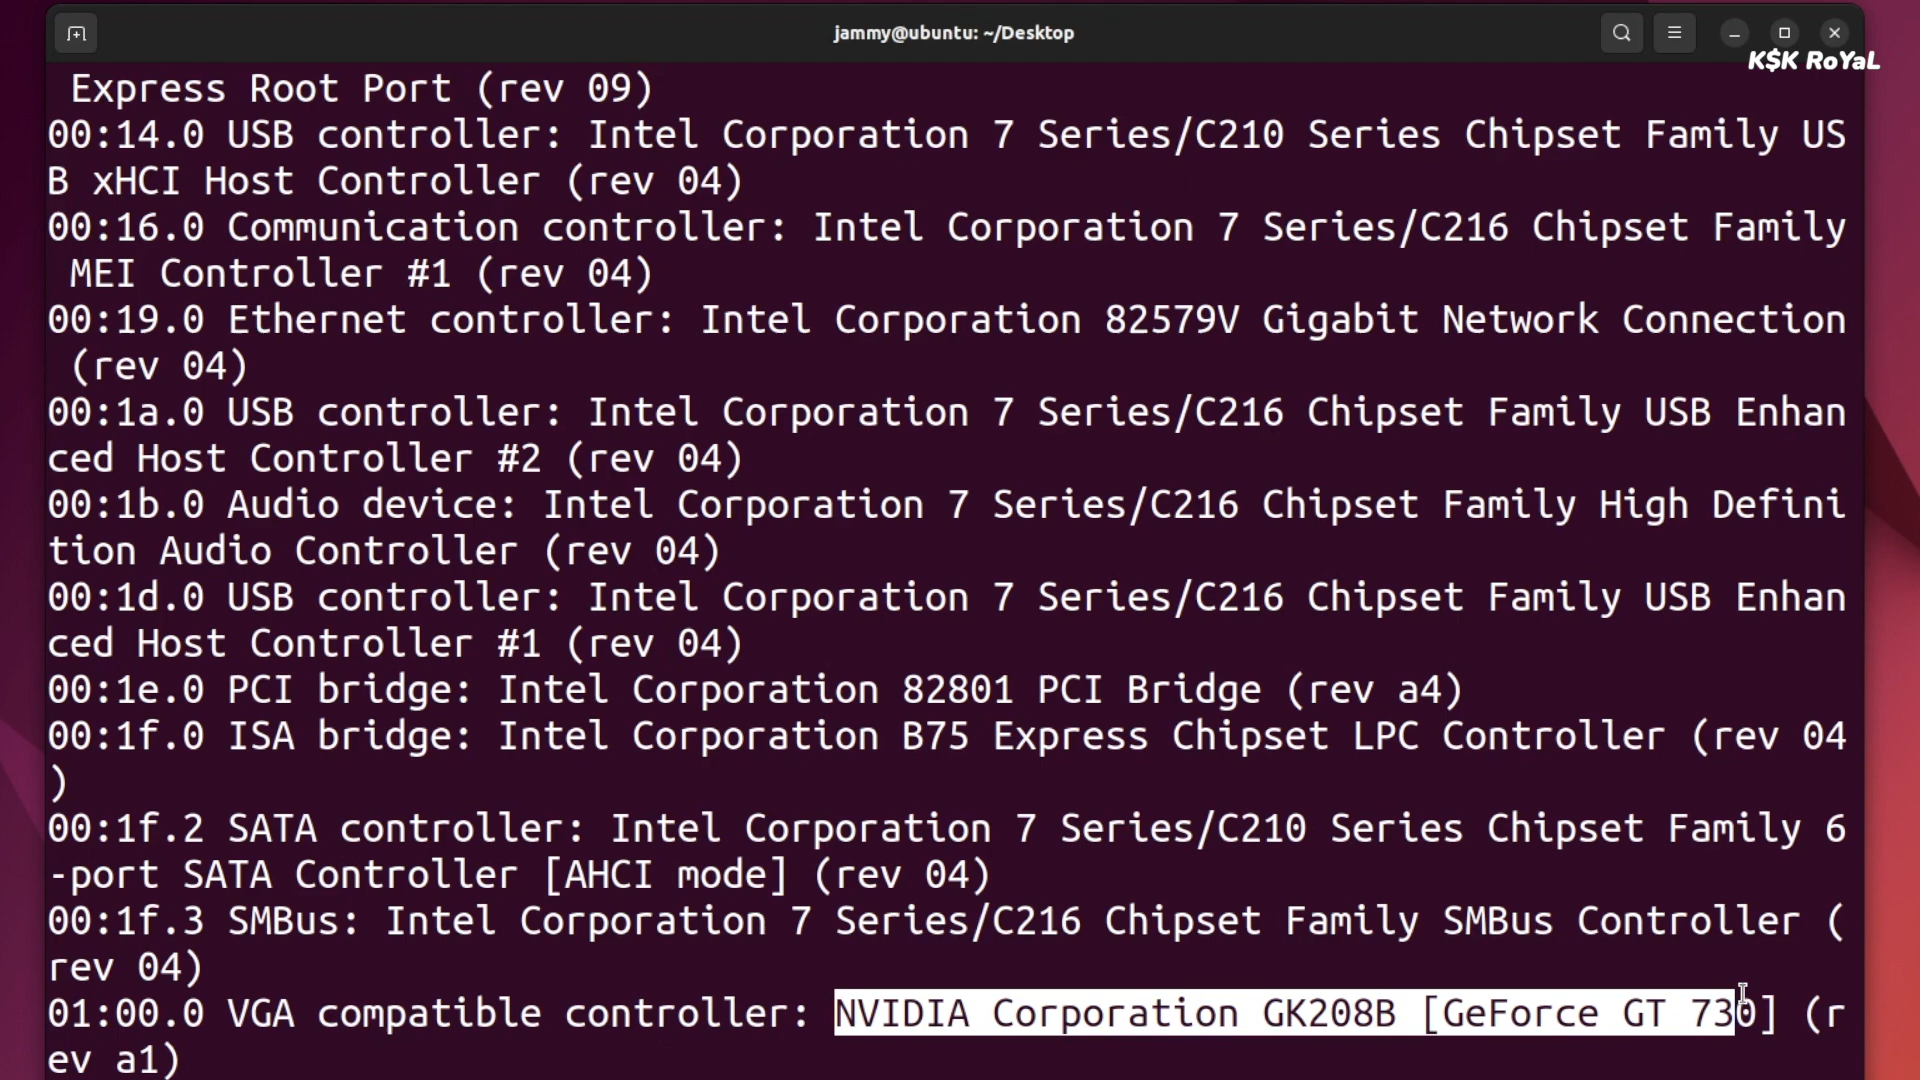 jammy@ubuntu: ~/Desktop
K$K RoYaL
Express Root Port (rev 09)
00:14.0 USB controller: Intel Corporation 7 Series/C210 Series Chipset Family US
B xHCI Host Controller (rev 04)
00:16.0 Communication controller: Intel Corporation 7 Series/C216 Chipset Family
MEI Controller #1 (rev 04)
00:19.0 Ethernet controller: Intel Corporation 82579V Gigabit Network Connection
(rev 04)
00:1a.0 USB controller: Intel Corporation 7 Series/C216 Chipset Family USB Enhan
ced Host Controller #2 (rev 04)
00:1b.0 Audio device: Intel Corporation 7 Series/C216 Chipset Family High Defini
tion Audio Controller (rev 04)
00:1d.0 USB controller: Intel Corporation 7 Series/C216 Chipset Family USB Enhan
ced Host Controller #1 (rev 04)
00:1e.0 PCI bridge: Intel Corporation 82801 PCI Bridge (rev a4)
00:1f.0 ISA bridge: Intel Corporation B75 Express Chipset LPC Controller (rev 04
)
00:1f.2 SATA controller: Intel Corporation 7 Series/C210 Series Chipset Family 6
-port SATA Controller [AHCI mode] (rev 04)
00:1f.3 SMBus: Intel Corporation 7 Series/C216 Chipset Family SMBus Controller (
rev 04)
01:00.0 VGA compatible controller: NVIDIA Corporation GK208B [GeForce GT 730] (r
ev a1)